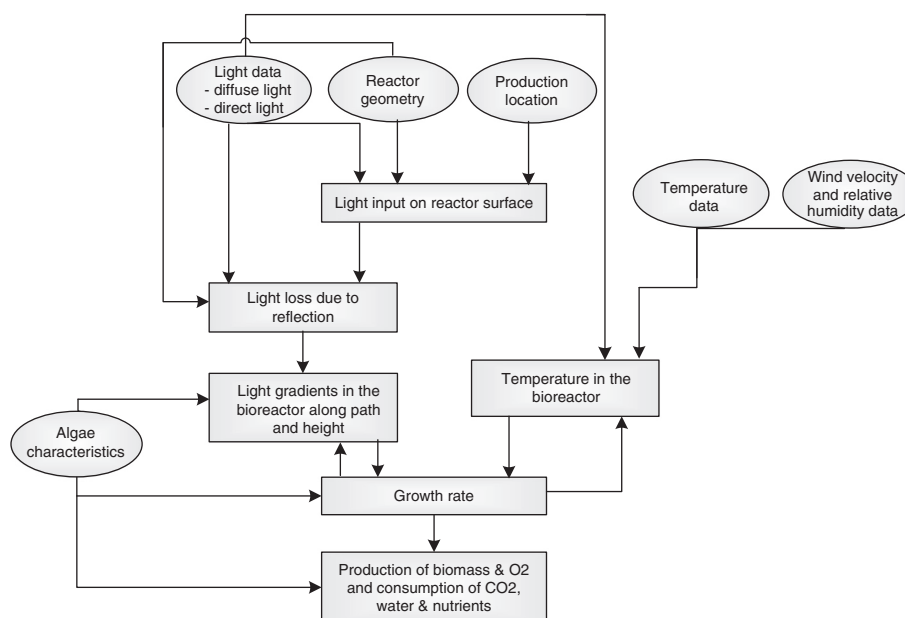 Light data
- diffuse light
- direct light
Reactor
geometry
Production
location
Light input on reactor surface
Temperature
data
Wind velocity
and relative
humidity data
Light loss due to
reflection
Light gradients in the
bioreactor along path
and height
Temperature in the
bioreactor
Algae
characteristics
Growth rate
Production of biomass & O2
and consumption of CO2,
water & nutrients